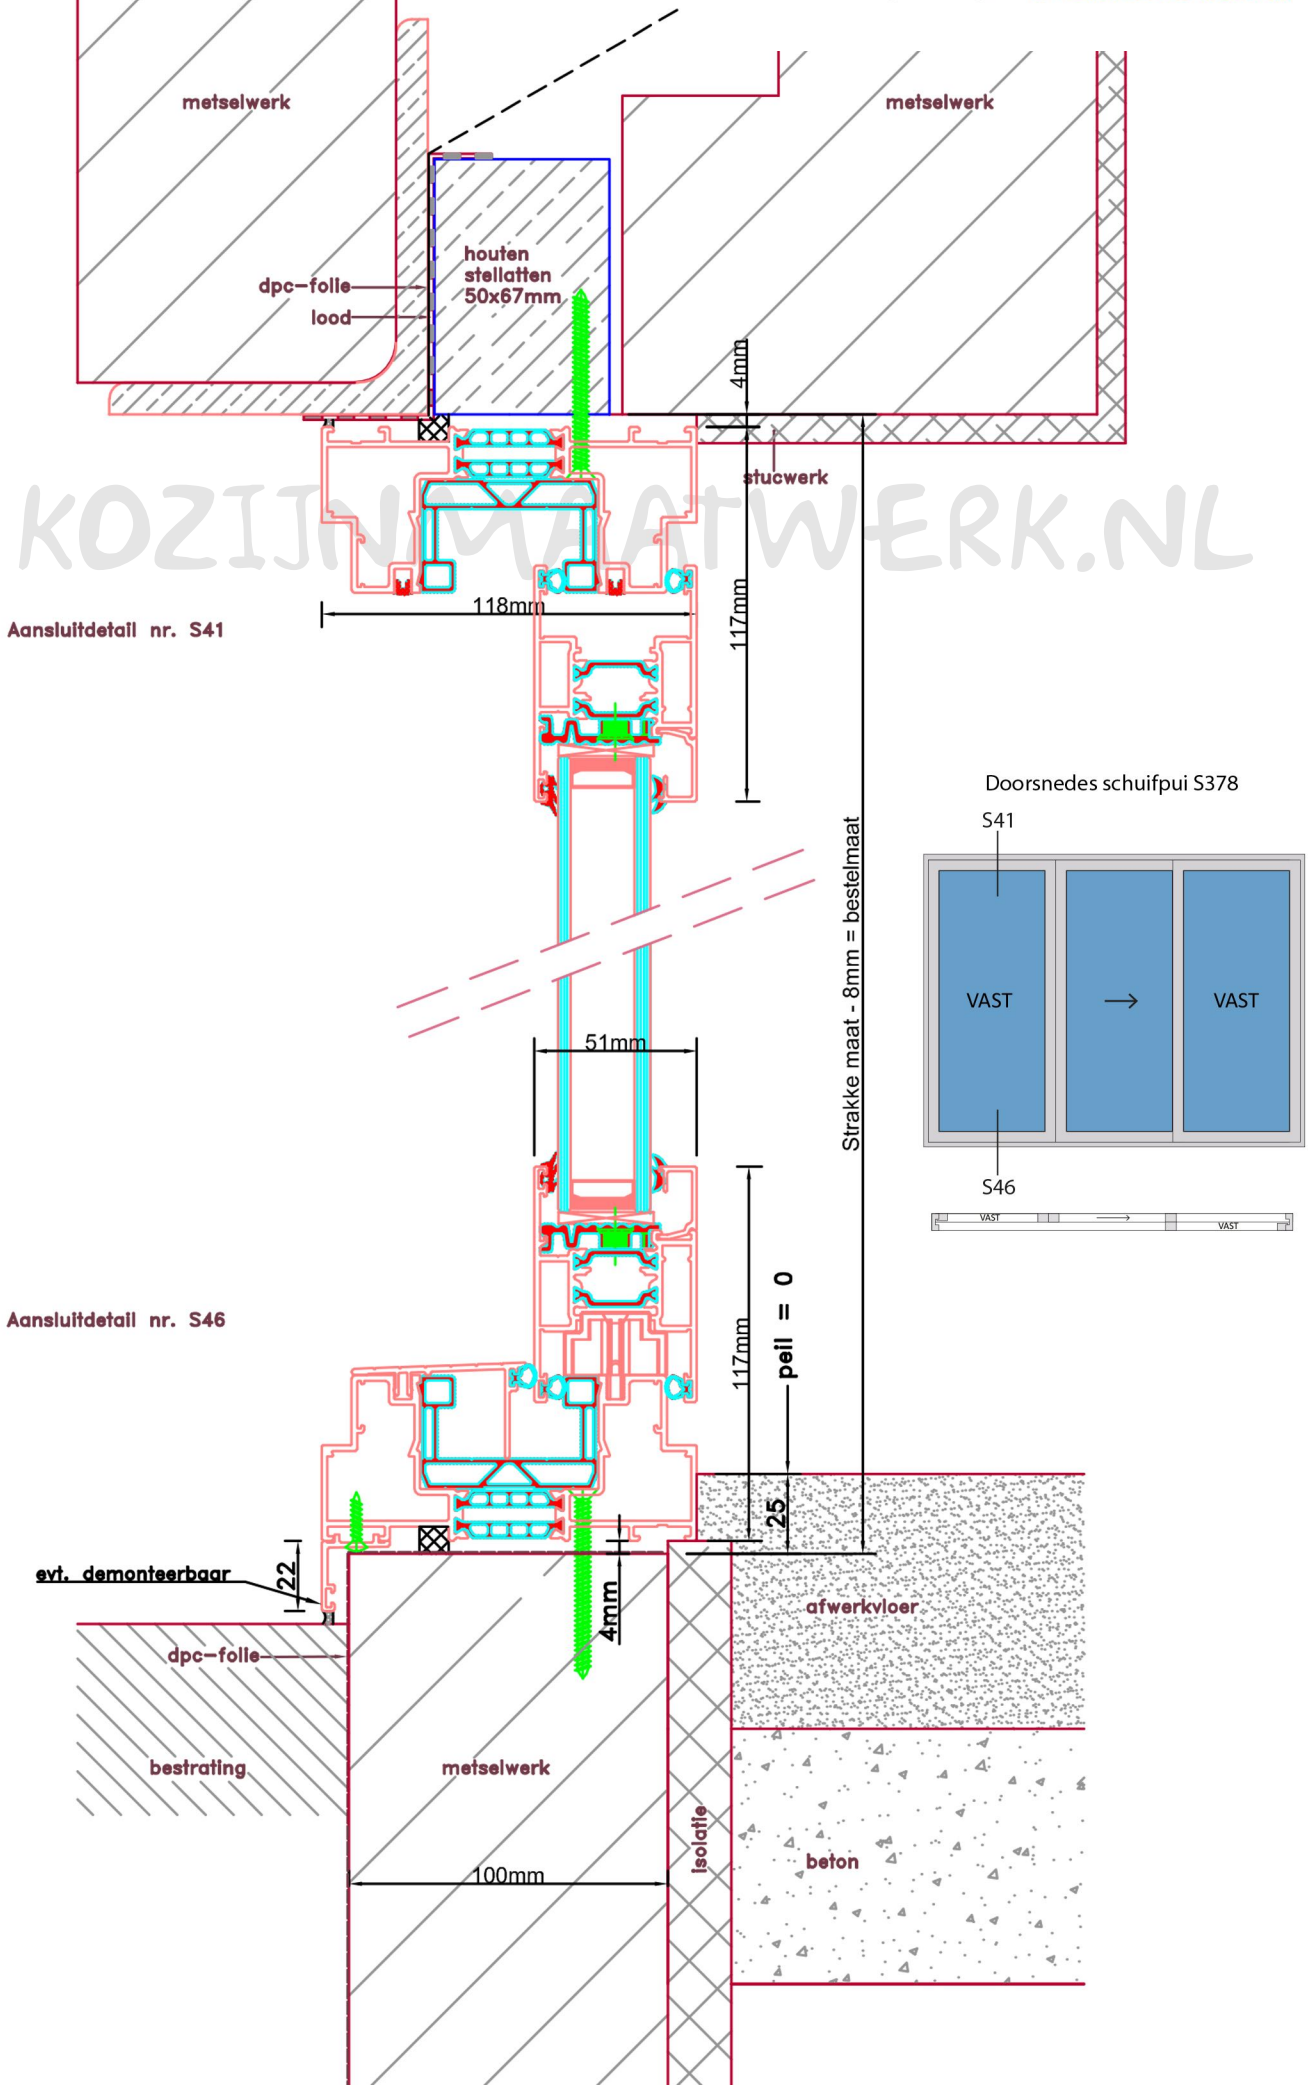 metselwerk
metselwerk
houten
stellatten
50x67mm
dpc-folie
lood
4mm
stucwerk
KOZIJNMAATWERK.NL
118mm
117mm
Aansluitdetail nr. S41
Doorsnedes schuifpui S378
S41
VAST
VAST
S46
VAST
VAST
Strakke maat - 8mm = bestelmaat
51mm
Aansluitdetail nr. S46
117mm
peil = 0
25
22
evt. demonteerbaar
4mm
afwerkvloer
dpc-folie
bestrating
metselwerk
isolatie
beton
100mm